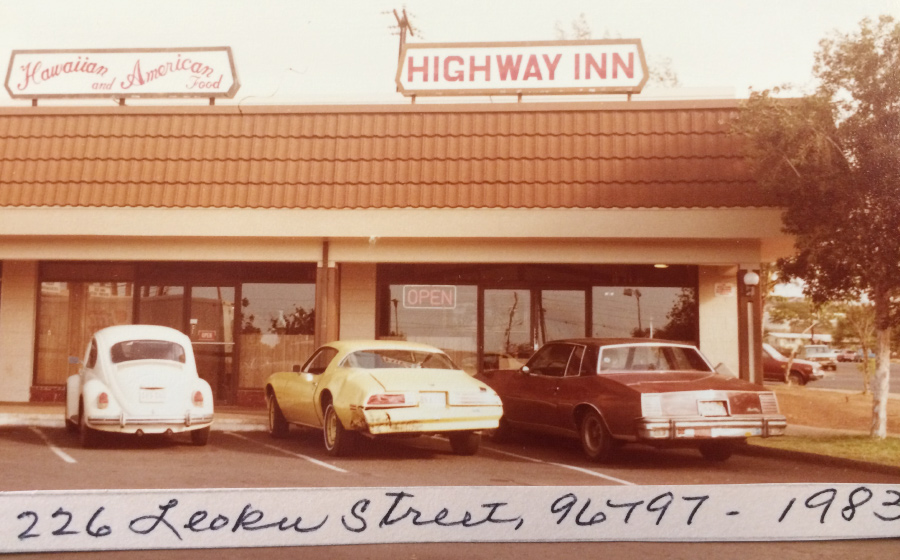 Hawaiian
and American
Food
HIGHWAY INN
OPEN
226 Leoku Street, 96797 - 1983